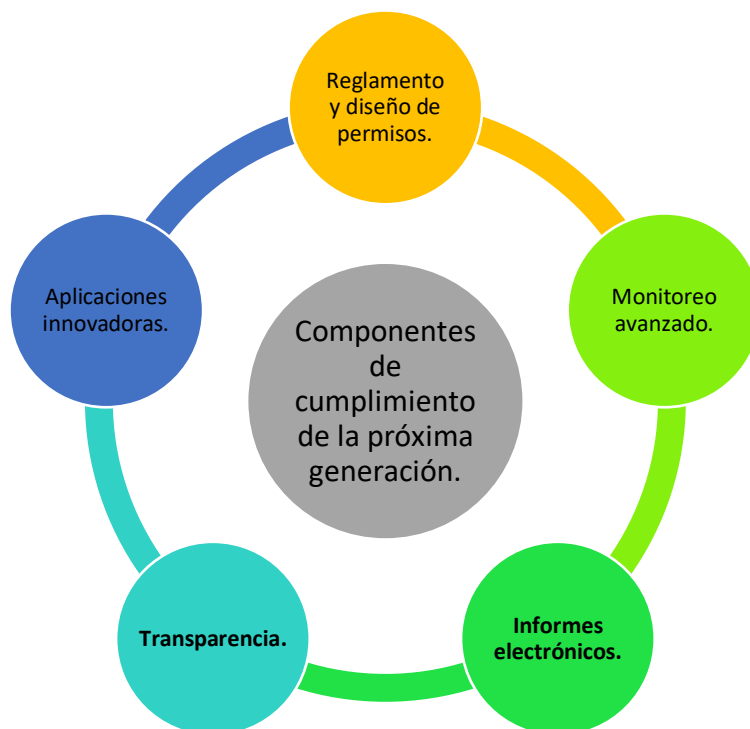 Reglamento
y diseño de
permisos.
Aplicaciones
innovadoras.
Monitoreo
avanzado.
Componentes
de
cumplimiento
de la próxima
generación.
Transparencia.
Informes
electrónicos.